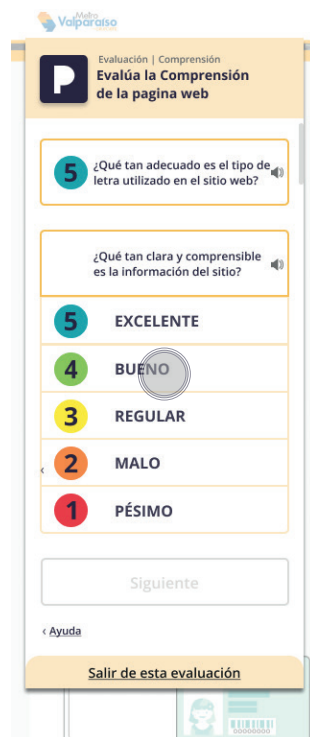 Metro
Valparaíso
Evaluación | Comprensión
P
Evalúa la Comprensión
de la pagina web
5
¿Qué tan adecuado es el tipo de
letra utilizado en el sitio web?
¿Qué tan clara y comprensible
es la información del sitio?
5 EXCELENTE
4 BUENO
3 REGULAR
2 MALO
1 PÉSIMO
Siguiente
‹ Ayuda
Salir de esta evaluación